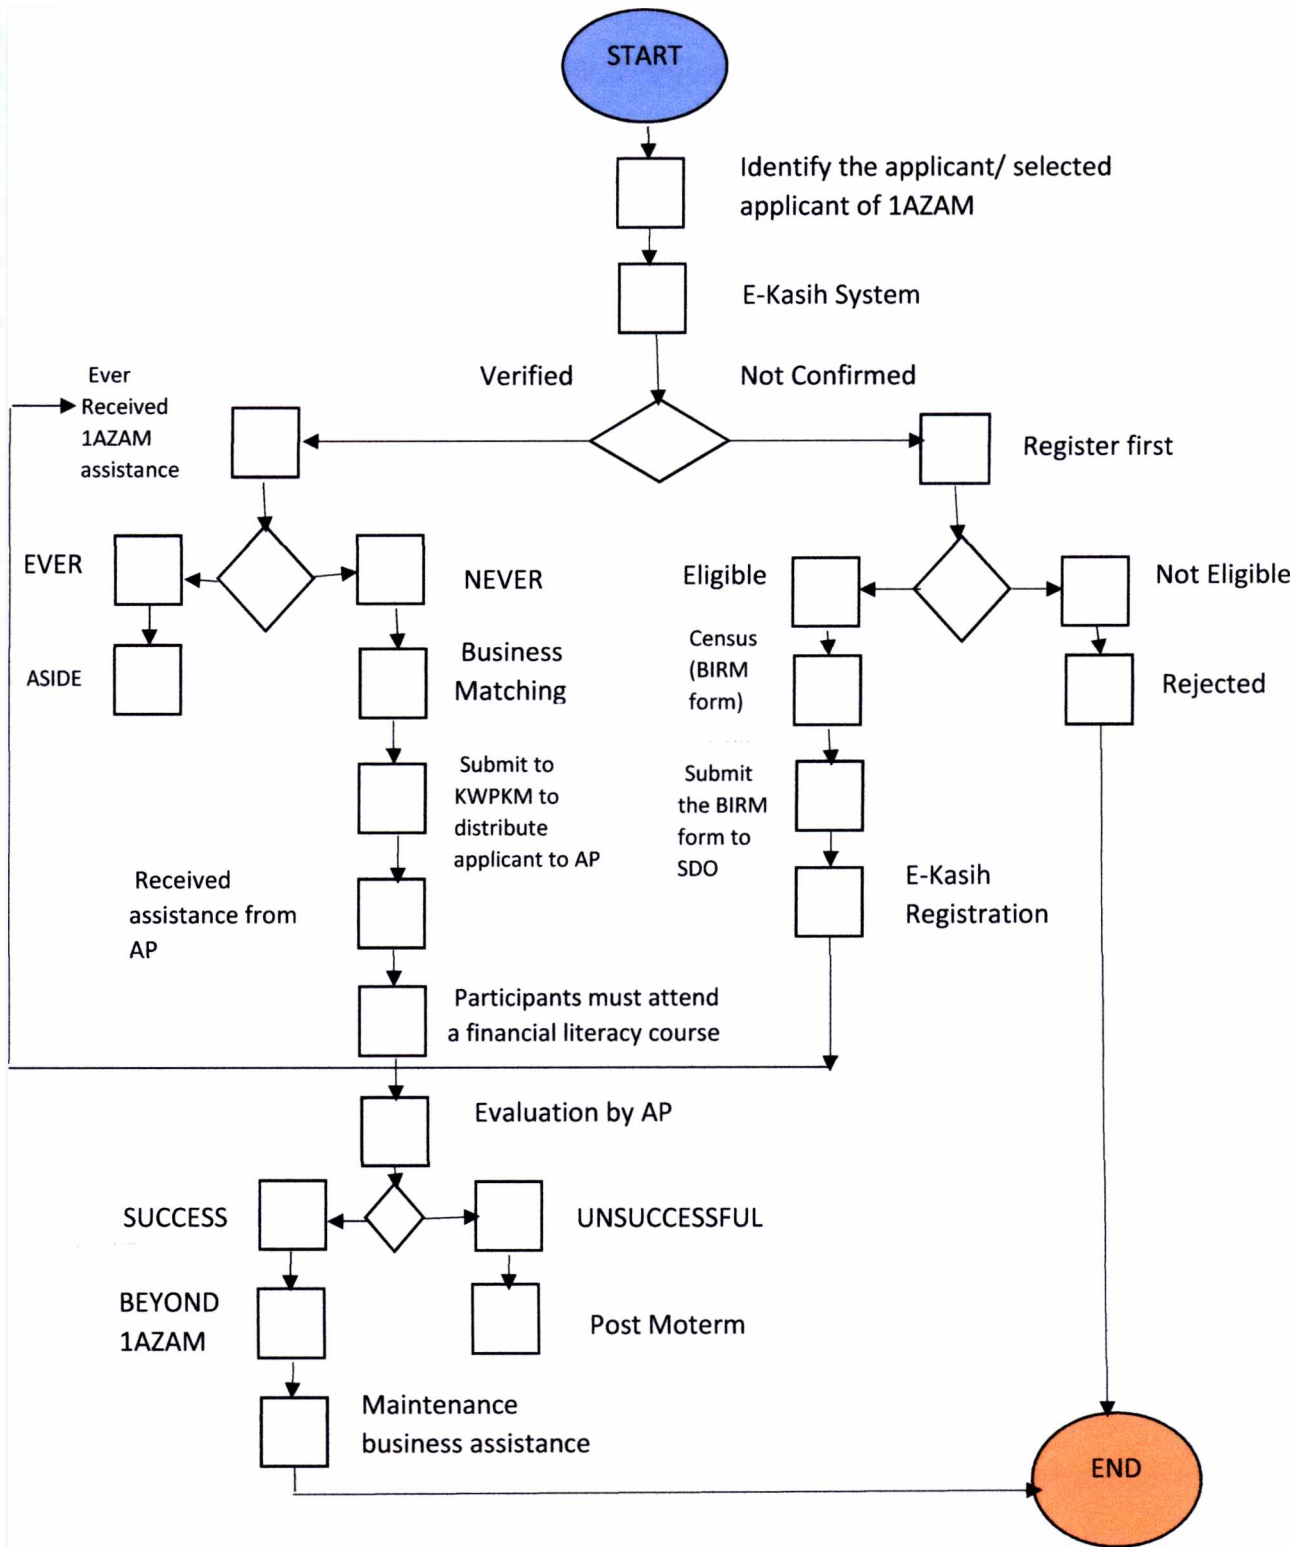 START
Identify the applicant/ selected
applicant of 1AZAM
E-Kasih System
Verified
Not Confirmed
Ever
Received
1AZAM
assistance
Register first
EVER
NEVER
Eligible
Not Eligible
ASIDE
Business
Matching
Census
(BIRM
form)
Rejected
Submit to
KWPKM to
distribute
applicant to AP
Submit
the BIRM
form to
SDO
Received
assistance from
AP
E-Kasih
Registration
Participants must attend
a financial literacy course
Evaluation by AP
SUCCESS
UNSUCCESSFUL
BEYOND
1AZAM
Post Moterm
Maintenance
business assistance
END